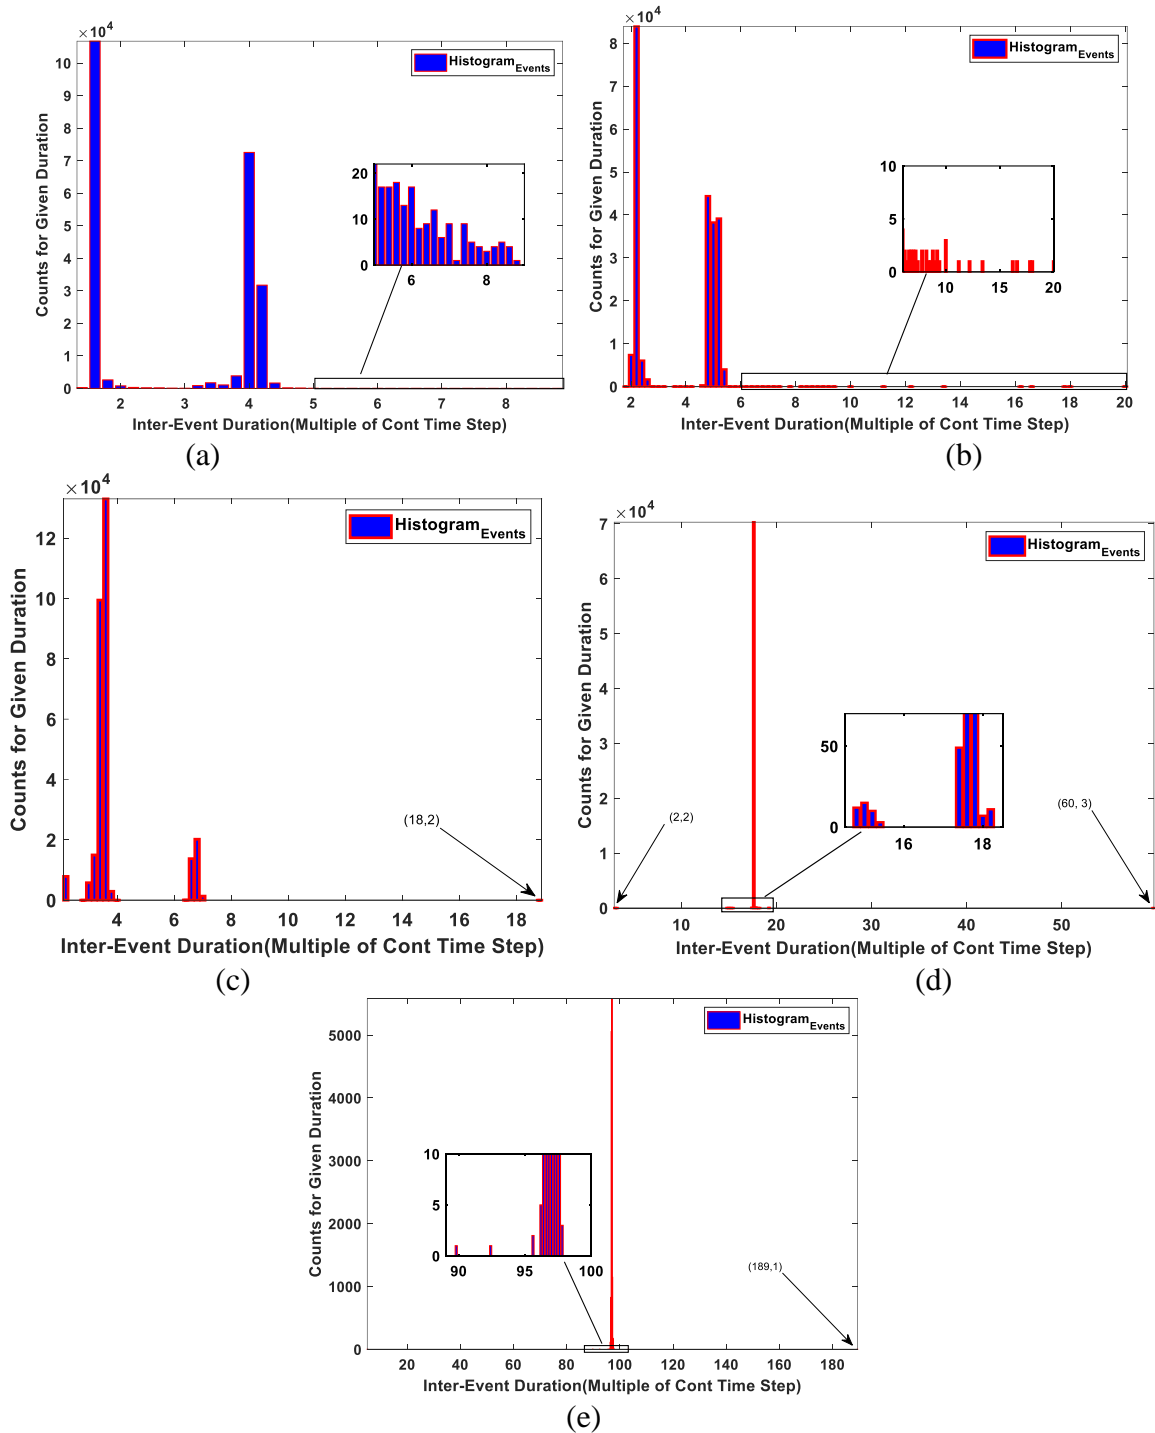 ×10^4
Histogram_Events
Counts for Given Duration
10
9
8
7
6
5
4
3
2
1
0
20
10
0
6 8
2 3 4 5 6 7 8
Inter-Event Duration(Multiple of Cont Time Step)
(a)
×10^4
Histogram_Events
Counts for Given Duration
8
7
6
5
4
3
2
1
0
10
5
0
10 15 20
2 4 6 8 10 12 14 16 18 20
Inter-Event Duration(Multiple of Cont Time Step)
(b)
×10^4
Histogram_Events
Counts for Given Duration
12
10
8
6
4
2
0
(18,2)
4 6 8 10 12 14 16 18
Inter-Event Duration(Multiple of Cont Time Step)
(c)
×10^4
Histogram_Events
Counts for Given Duration
7
6
5
4
3
2
1
0
50
0
16 18
(2,2)
(60, 3)
10 20 30 40 50
Inter-Event Duration(Multiple of Cont Time Step)
(d)
Histogram_Events
Counts for Given Duration
5000
4000
3000
2000
1000
0
10
5
0
90 95 100
(189,1)
20 40 60 80 100 120 140 160 180
Inter-Event Duration(Multiple of Cont Time Step)
(e)